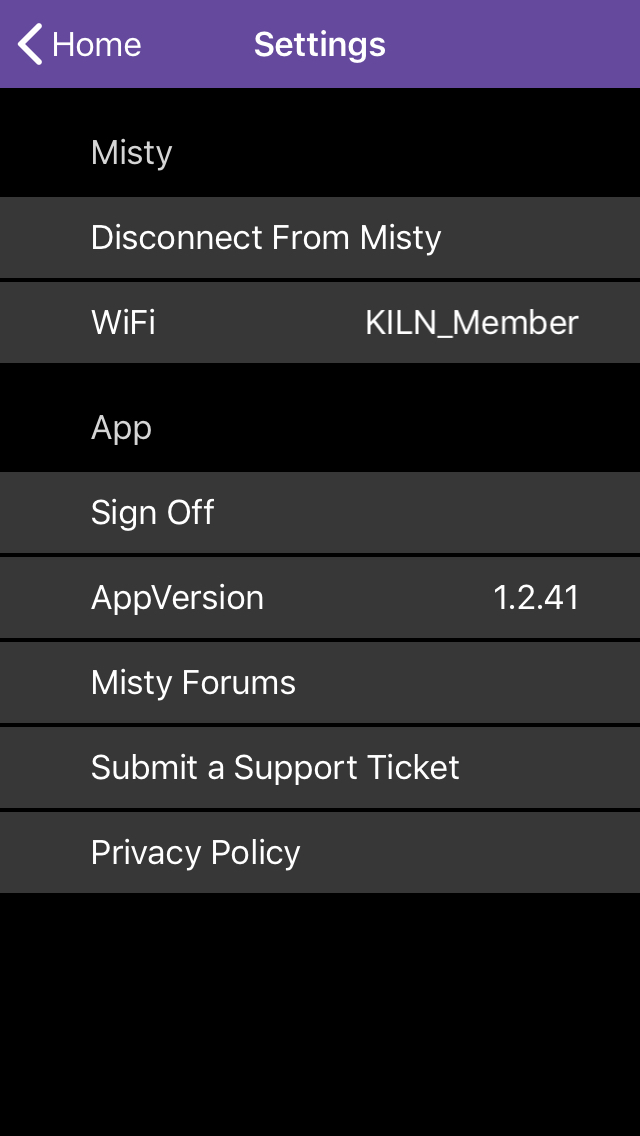 Home
Settings
Misty
Disconnect From Misty
WiFi KILN_Member
App
Sign Off
AppVersion 1.2.41
Misty Forums
Submit a Support Ticket
Privacy Policy